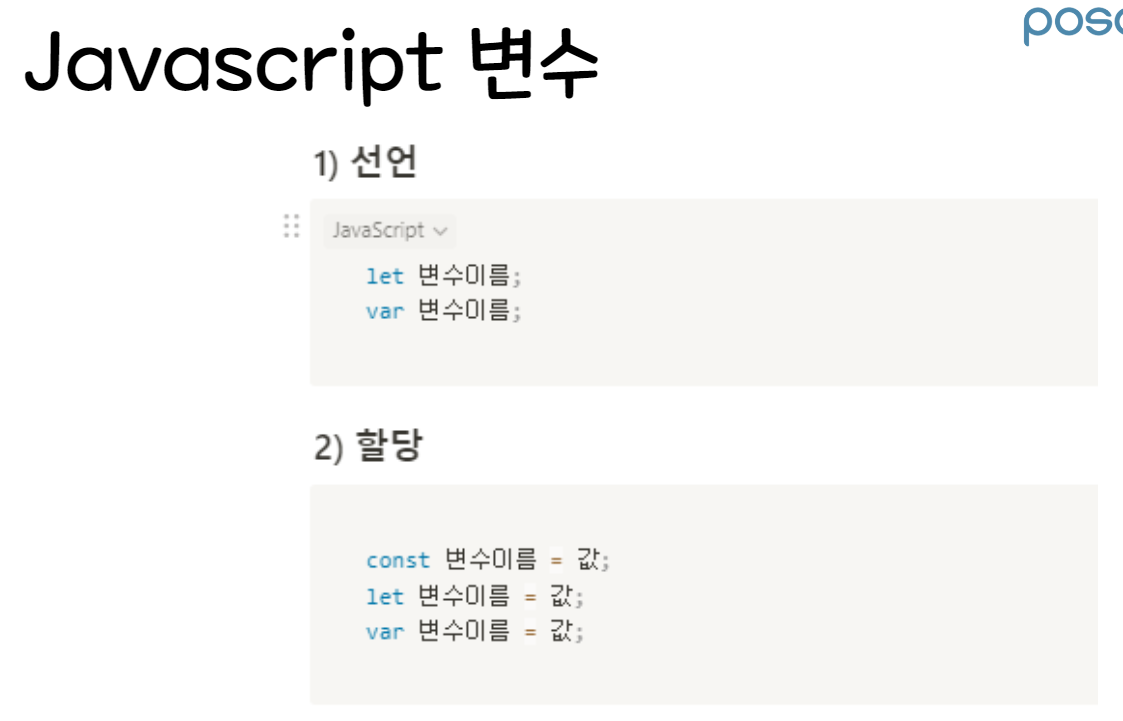 Javascript 변수
1) 선언
JavaScript
let 변수이름;
var 변수이름;
2) 할당
const 변수이름 = 값;
let 변수이름 = 값;
var 변수이름 = 값;